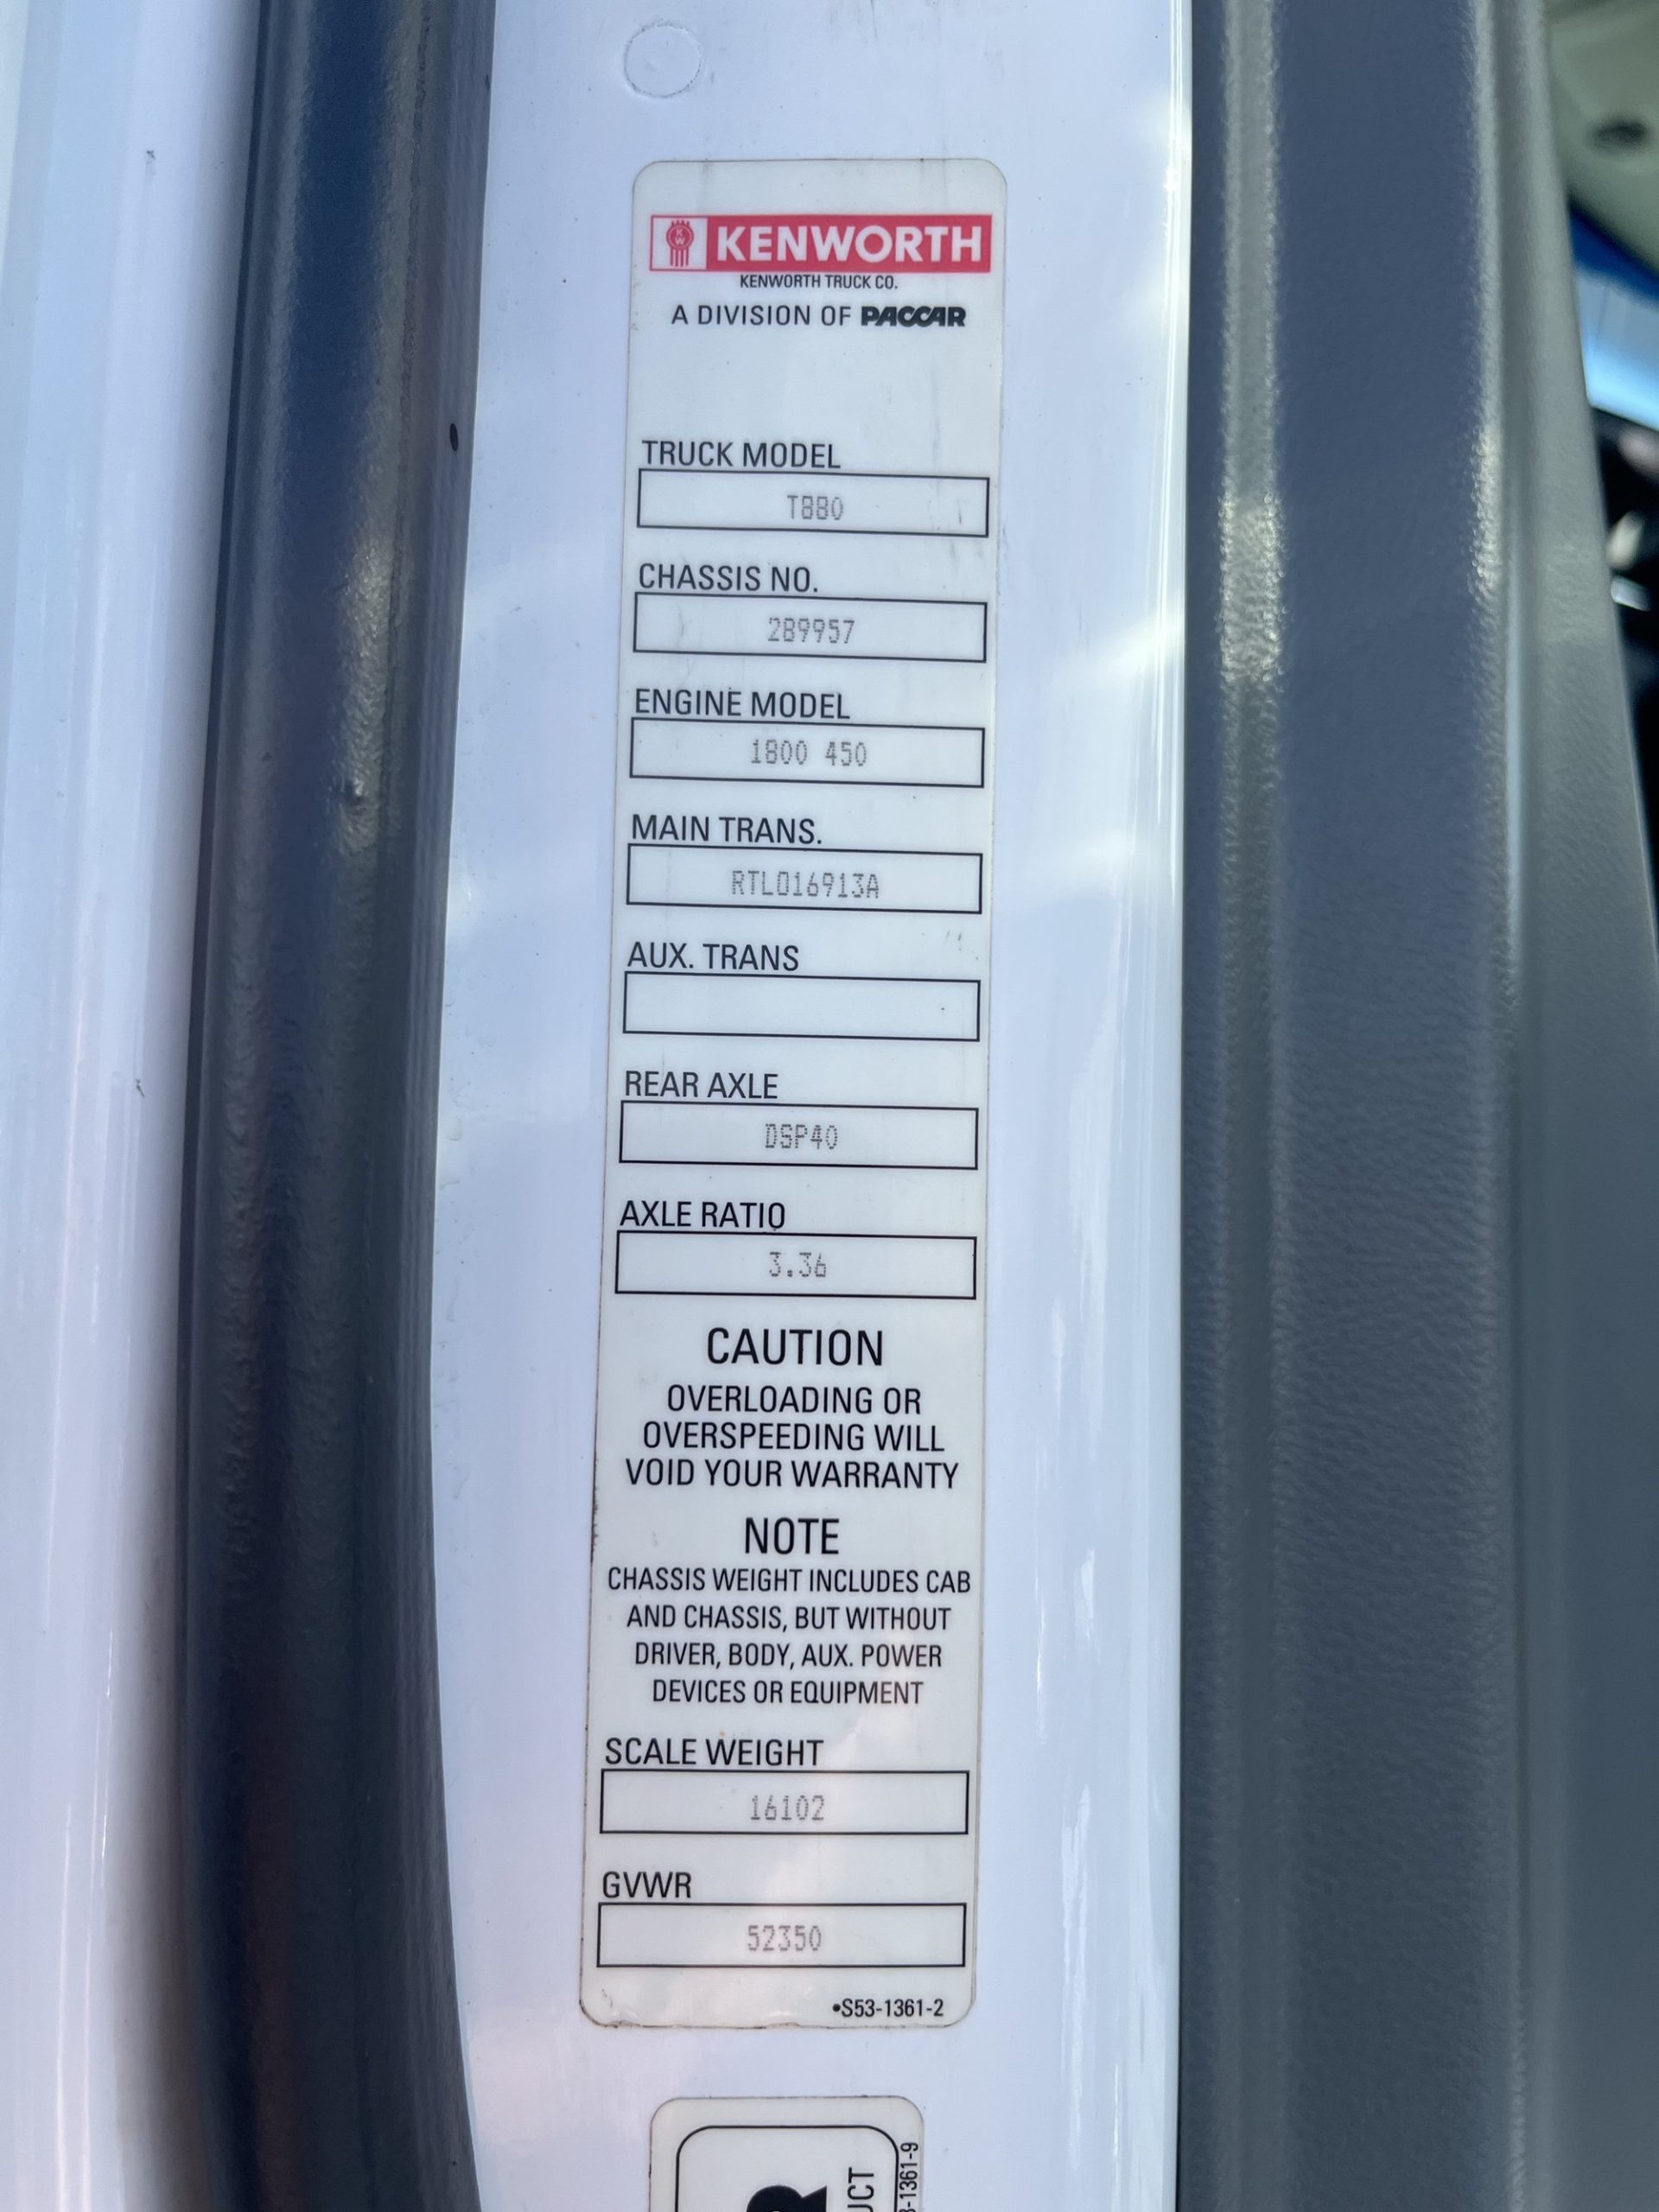 KENWORTH
KENWORTH TRUCK CO.
A DIVISION OF PACCAR
TRUCK MODEL
T880
CHASSIS NO.
289957
ENGINE MODEL
1800 450
MAIN TRANS.
RTLO16913A
AUX. TRANS
REAR AXLE
DSP40
AXLE RATIO
3.36
CAUTION
OVERLOADING OR
OVERSPEEDING WILL
VOID YOUR WARRANTY
NOTE
CHASSIS WEIGHT INCLUDES CAB
AND CHASSIS, BUT WITHOUT
DRIVER, BODY, AUX. POWER
DEVICES OR EQUIPMENT
SCALE WEIGHT
16102
GVWR
52350
•S53-1361-2